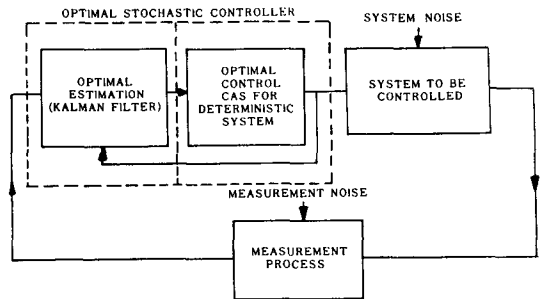 OPTIMAL STOCHASTIC CONTROLLER
SYSTEM NOISE
OPTIMAL
ESTIMATION
(KALMAN FILTER)
OPTIMAL
CONTROL
CAS FOR
DETERMINISTIC
SYSTEM
SYSTEM TO BE
CONTROLLED
MEASUREMENT NOISE
MEASUREMENT
PROCESS